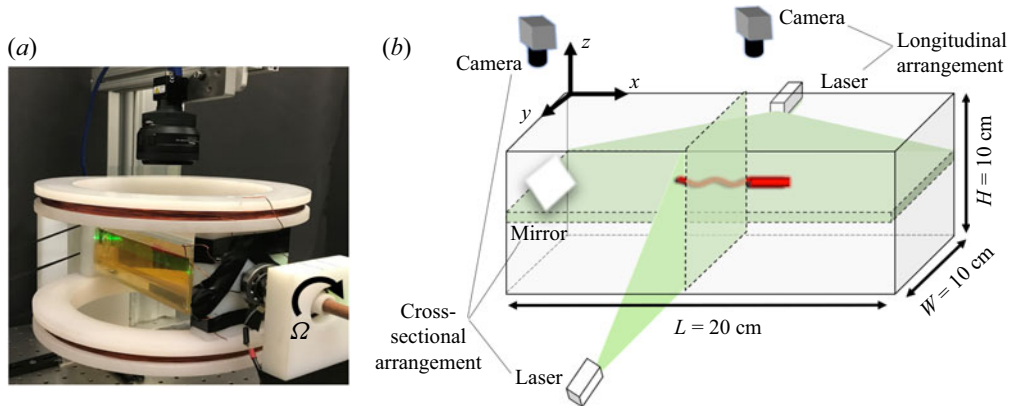 (a)
Ω
(b)
Camera
z
x
y
Camera
Longitudinal
arrangement
Laser
Mirror
H = 10 cm
W = 10 cm
L = 20 cm
Cross-
sectional
arrangement
Laser